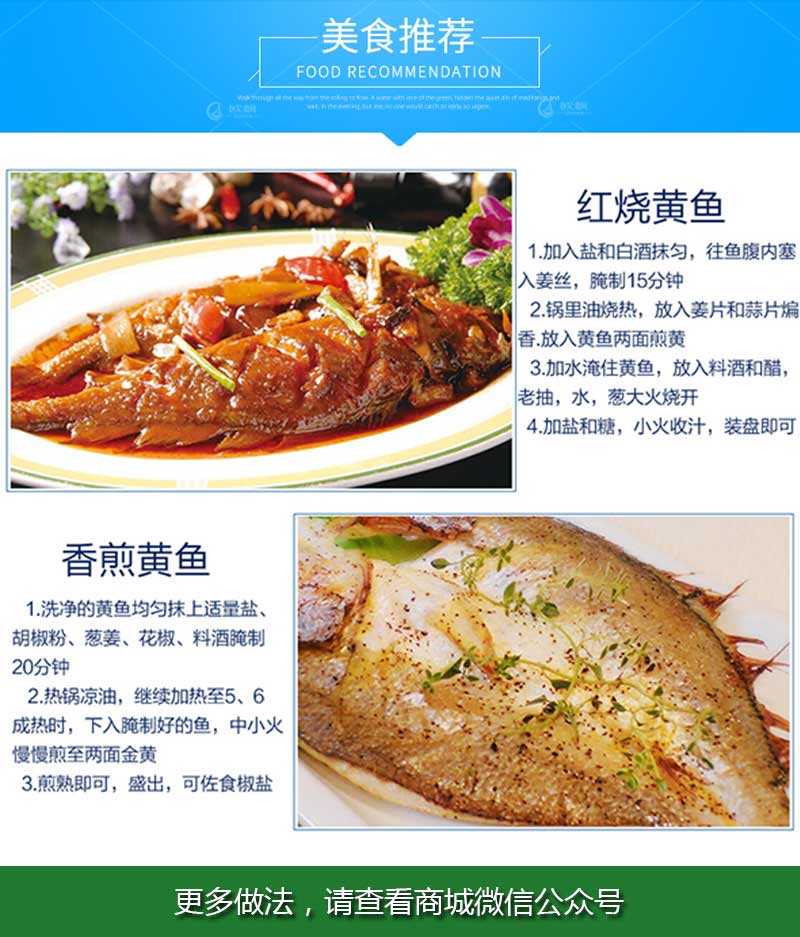 美食推荐
FOOD RECOMMENDATION
Walk through all the way from the rolling to flow. A water with one of the green, hidden the quiet dln of meditation and
wait. In the evening, but me, no one would catch so early, so urgent.
红烧黄鱼
1.加入盐和白酒抹匀，往鱼腹内塞
入姜丝，腌制15分钟
2.锅里油烧热，放入姜片和蒜片煸
香.放入黄鱼两面煎黄
3.加水淹住黄鱼，放入料酒和醋，
老抽，水，葱大火烧开
4.加盐和糖，小火收汁，装盘即可
香煎黄鱼
1.洗净的黄鱼均匀抹上适量盐、
胡椒粉、葱姜、花椒、料酒腌制
20分钟
2.热锅凉油，继续加热至5、6
成热时，下入腌制好的鱼，中小火
慢慢煎至两面金黄
3.煎熟即可，盛出，可佐食椒盐
更多做法，请查看商城微信公众号